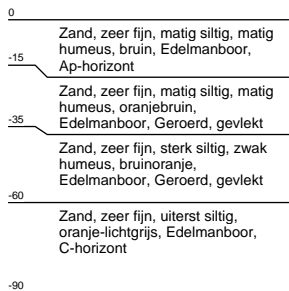 0
Zand, zeer fijn, matig siltig, matig
humeus, bruin, Edelmanboor,
Ap-horizont
-15
Zand, zeer fijn, matig siltig, matig
humeus, oranjebruin,
Edelmanboor, Geroerd, gevlekt
-35
Zand, zeer fijn, sterk siltig, zwak
humeus, bruinoranje,
Edelmanboor, Geroerd, gevlekt
-60
Zand, zeer fijn, uiterst siltig,
oranje-lichtgrijs, Edelmanboor,
C-horizont
-90